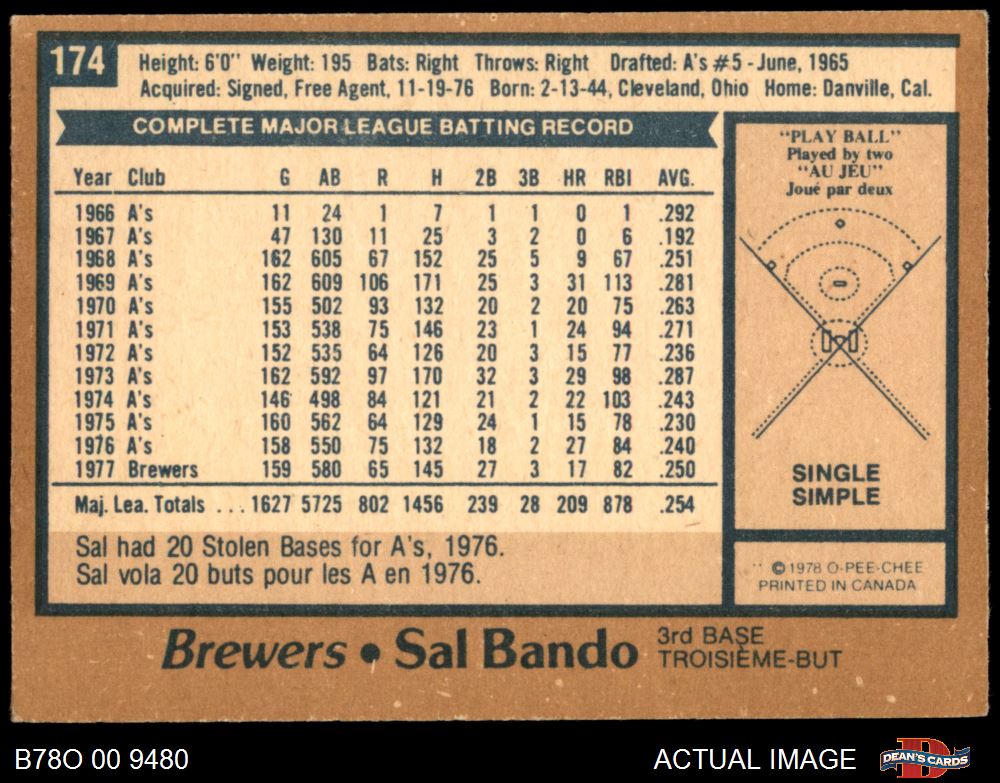 174
Height: 6'0" Weight: 195 Bats: Right Throws: Right Drafted: A's #5 - June, 1965
Acquired: Signed, Free Agent, 11-19-76 Born: 2-13-44, Cleveland, Ohio Home: Danville, Cal.
COMPLETE MAJOR LEAGUE BATTING RECORD
Year Club G AB R H 2B 3B HR RBI AVG.
1966 A's 11 24 1 7 1 1 0 1 .292
1967 A's 47 130 11 25 3 2 0 6 .192
1968 A's 162 605 67 152 25 5 9 67 .251
1969 A's 162 609 106 171 25 3 31 113 .281
1970 A's 155 502 93 132 20 2 20 75 .263
1971 A's 153 538 75 146 23 1 24 94 .271
1972 A's 152 535 64 126 20 3 15 77 .236
1973 A's 162 592 97 170 32 3 29 98 .287
1974 A's 146 498 84 121 21 2 22 103 .243
1975 A's 160 562 64 129 24 1 15 78 .230
1976 A's 158 550 75 132 18 2 27 84 .240
1977 Brewers 159 580 65 145 27 3 17 82 .250
Maj. Lea. Totals ... 1627 5725 802 1456 239 28 209 878 .254
Sal had 20 Stolen Bases for A's, 1976.
Sal vola 20 buts pour les A en 1976.
"PLAY BALL"
Played by two
"AU JEU"
Joué par deux
SINGLE
SIMPLE
©1978 O-PEE-CHEE
PRINTED IN CANADA
Brewers • Sal Bando 3rd BASE
TROISIÈME-BUT
B78O 00 9480
ACTUAL IMAGE
DEAN'S CARDS